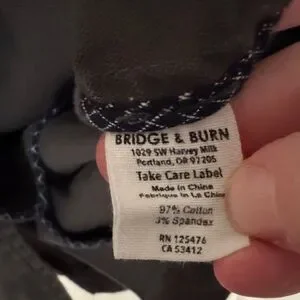 BRIDGE & BURN
1029 SW Harvey Milk
Portland, OR 97205
Take Care Label
Made in China
Fabriqué en La Chine
97% Cotton
3% Spandex
RN 125476
CA 53412